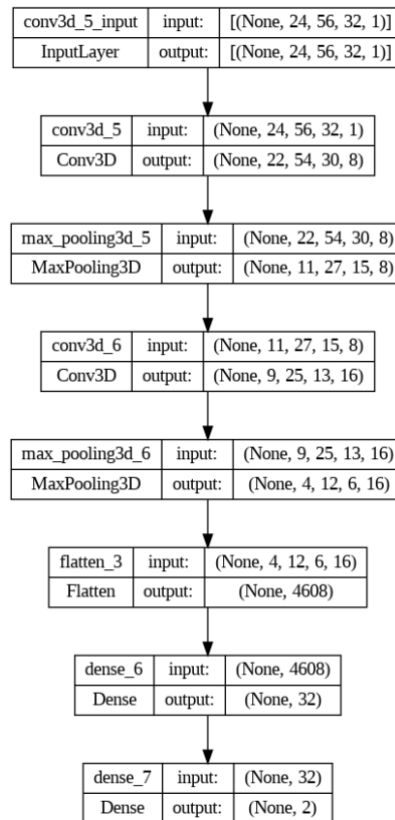 conv3d_5_input input: [(None, 24, 56, 32, 1)]
InputLayer output: [(None, 24, 56, 32, 1)]
conv3d_5 input: (None, 24, 56, 32, 1)
Conv3D output: (None, 22, 54, 30, 8)
max_pooling3d_5 input: (None, 22, 54, 30, 8)
MaxPooling3D output: (None, 11, 27, 15, 8)
conv3d_6 input: (None, 11, 27, 15, 8)
Conv3D output: (None, 9, 25, 13, 16)
max_pooling3d_6 input: (None, 9, 25, 13, 16)
MaxPooling3D output: (None, 4, 12, 6, 16)
flatten_3 input: (None, 4, 12, 6, 16)
Flatten output: (None, 4608)
dense_6 input: (None, 4608)
Dense output: (None, 32)
dense_7 input: (None, 32)
Dense output: (None, 2)